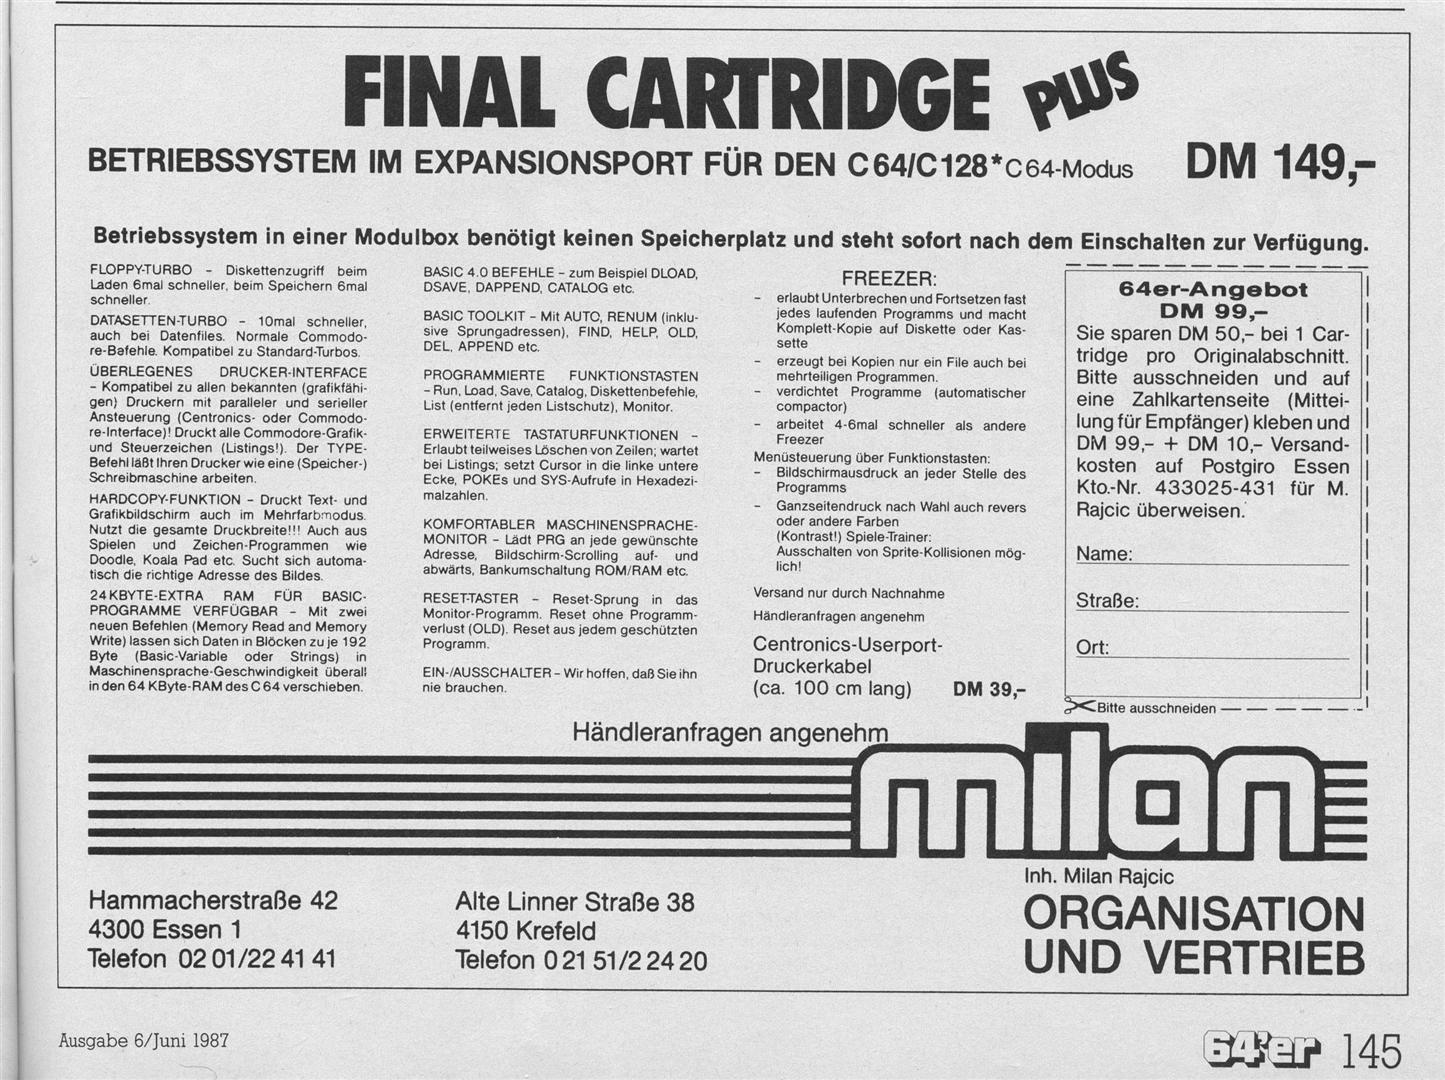 FINAL CARTRIDGE PLUS
BETRIEBSSYSTEM IM EXPANSIONSPORT FÜR DEN C64/C128* C64-Modus DM 149,–
Betriebssystem in einer Modulbox benötigt keinen Speicherplatz und steht sofort nach dem Einschalten zur Verfügung.
FLOPPY-TURBO – Diskettenzugriff beim
Laden 6mal schneller, beim Speichern 6mal
schneller.
DATASETTEN-TURBO – 10mal schneller,
auch bei Datenfiles. Normale Commodo-
re-Befehle. Kompatibel zu Standard-Turbos.
ÜBERLEGENES DRUCKER-INTERFACE
– Kompatibel zu allen bekannten (grafikfähi-
gen) Druckern mit paralleler und serieller
Ansteuerung (Centronics- oder Commodo-
re-Interface)! Druckt alle Commodore-Grafik-
und Steuerzeichen (Listings!). Der TYPE-
Befehl läßt Ihren Drucker wie eine (Speicher-)
Schreibmaschine arbeiten.
HARDCOPY-FUNKTION – Druckt Text- und
Grafikbildschirm auch im Mehrfarbmodus.
Nutzt die gesamte Druckbreite!!! Auch aus
Spielen und Zeichen-Programmen wie
Doodle, Koala Pad etc. Sucht sich automa-
tisch die richtige Adresse des Bildes.
24 KBYTE-EXTRA RAM FÜR BASIC-
PROGRAMME VERFÜGBAR – Mit zwei
neuen Befehlen (Memory Read and Memory
Write) lassen sich Daten in Blöcken zu je 192
Byte (Basic-Variable oder Strings) in
Maschinensprache-Geschwindigkeit überall
in den 64 KByte-RAM des C 64 verschieben.
BASIC 4.0 BEFEHLE – zum Beispiel DLOAD,
DSAVE, DAPPEND, CATALOG etc.
BASIC TOOLKIT – Mit AUTO, RENUM (inklu-
sive Sprungadressen), FIND, HELP, OLD,
DEL, APPEND etc.
PROGRAMMIERTE FUNKTIONSTASTEN
– Run, Load, Save, Catalog, Diskettenbefehle,
List (entfernt jeden Listschutz), Monitor.
ERWEITERTE TASTATURFUNKTIONEN –
Erlaubt teilweises Löschen von Zeilen; wartet
bei Listings; setzt Cursor in die linke untere
Ecke, POKEs und SYS-Aufrufe in Hexadezi-
malzahlen.
KOMFORTABLER MASCHINENSPRACHE-
MONITOR – Lädt PRG an jede gewünschte
Adresse, Bildschirm-Scrolling auf- und
abwärts, Bankumschaltung ROM/RAM etc.
RESET-TASTER – Reset-Sprung in das
Monitor-Programm. Reset ohne Programm-
verlust (OLD). Reset aus jedem geschützten
Programm.
EIN-/AUSSCHALTER – Wir hoffen, daß Sie ihn
nie brauchen.
FREEZER:
– erlaubt Unterbrechen und Fortsetzen fast
jedes laufenden Programms und macht
Komplett-Kopie auf Diskette oder Kas-
sette
– erzeugt bei Kopien nur ein File auch bei
mehrteiligen Programmen.
– verdichtet Programme (automatischer
compactor)
– arbeitet 4-6mal schneller als andere
Freezer
Menüsteuerung über Funktionstasten:
– Bildschirmausdruck an jeder Stelle des
Programms
– Ganzseitendruck nach Wahl auch revers
oder andere Farben
(Kontrast!) Spiele-Trainer:
Ausschalten von Sprite-Kollisionen mög-
lich!
Versand nur durch Nachnahme
Händleranfragen angenehm
Centronics-Userport-
Druckerkabel
(ca. 100 cm lang) DM 39,–
64er-Angebot
DM 99,–
Sie sparen DM 50,– bei 1 Car-
tridge pro Originalabschnitt.
Bitte ausschneiden und auf
eine Zahlkartenseite (Mittei-
lung für Empfänger) kleben und
DM 99,– + DM 10,– Versand-
kosten auf Postgiro Essen
Kto.-Nr. 433025-431 für M.
Rajcic überweisen.
Name:
Straße:
Ort:
Bitte ausschneiden
Händleranfragen angenehm
milan
Inh. Milan Rajcic
ORGANISATION
UND VERTRIEB
Hammacherstraße 42
4300 Essen 1
Telefon 02 01/22 41 41
Alte Linner Straße 38
4150 Krefeld
Telefon 0 21 51/2 24 20
Ausgabe 6/Juni 1987
64'er 145